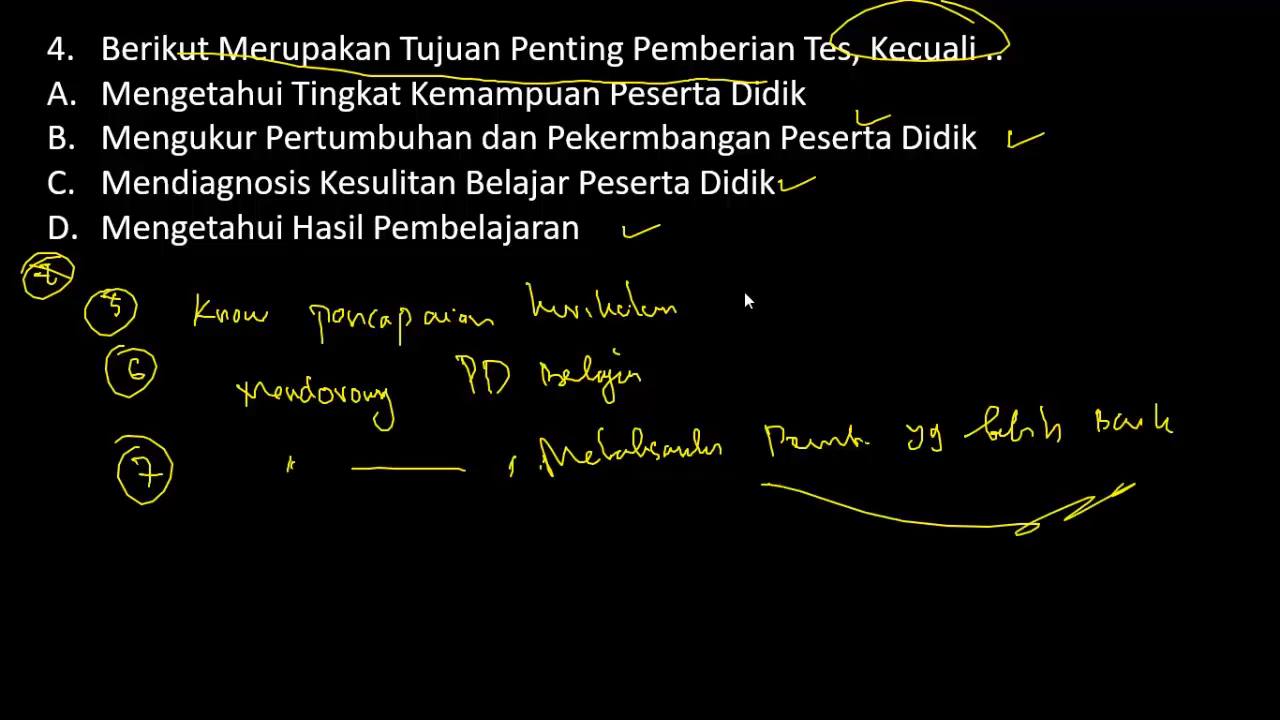 4. Berikut Merupakan Tujuan Penting Pemberian Tes, Kecuali ..
A. Mengetahui Tingkat Kemampuan Peserta Didik
B. Mengukur Pertumbuhan dan Pekermbangan Peserta Didik
C. Mendiagnosis Kesulitan Belajar Peserta Didik
D. Mengetahui Hasil Pembelajaran
4
5 Know pencapaian kurikulum
6 Mendorong PD Belajar
7 yg lebih Baik